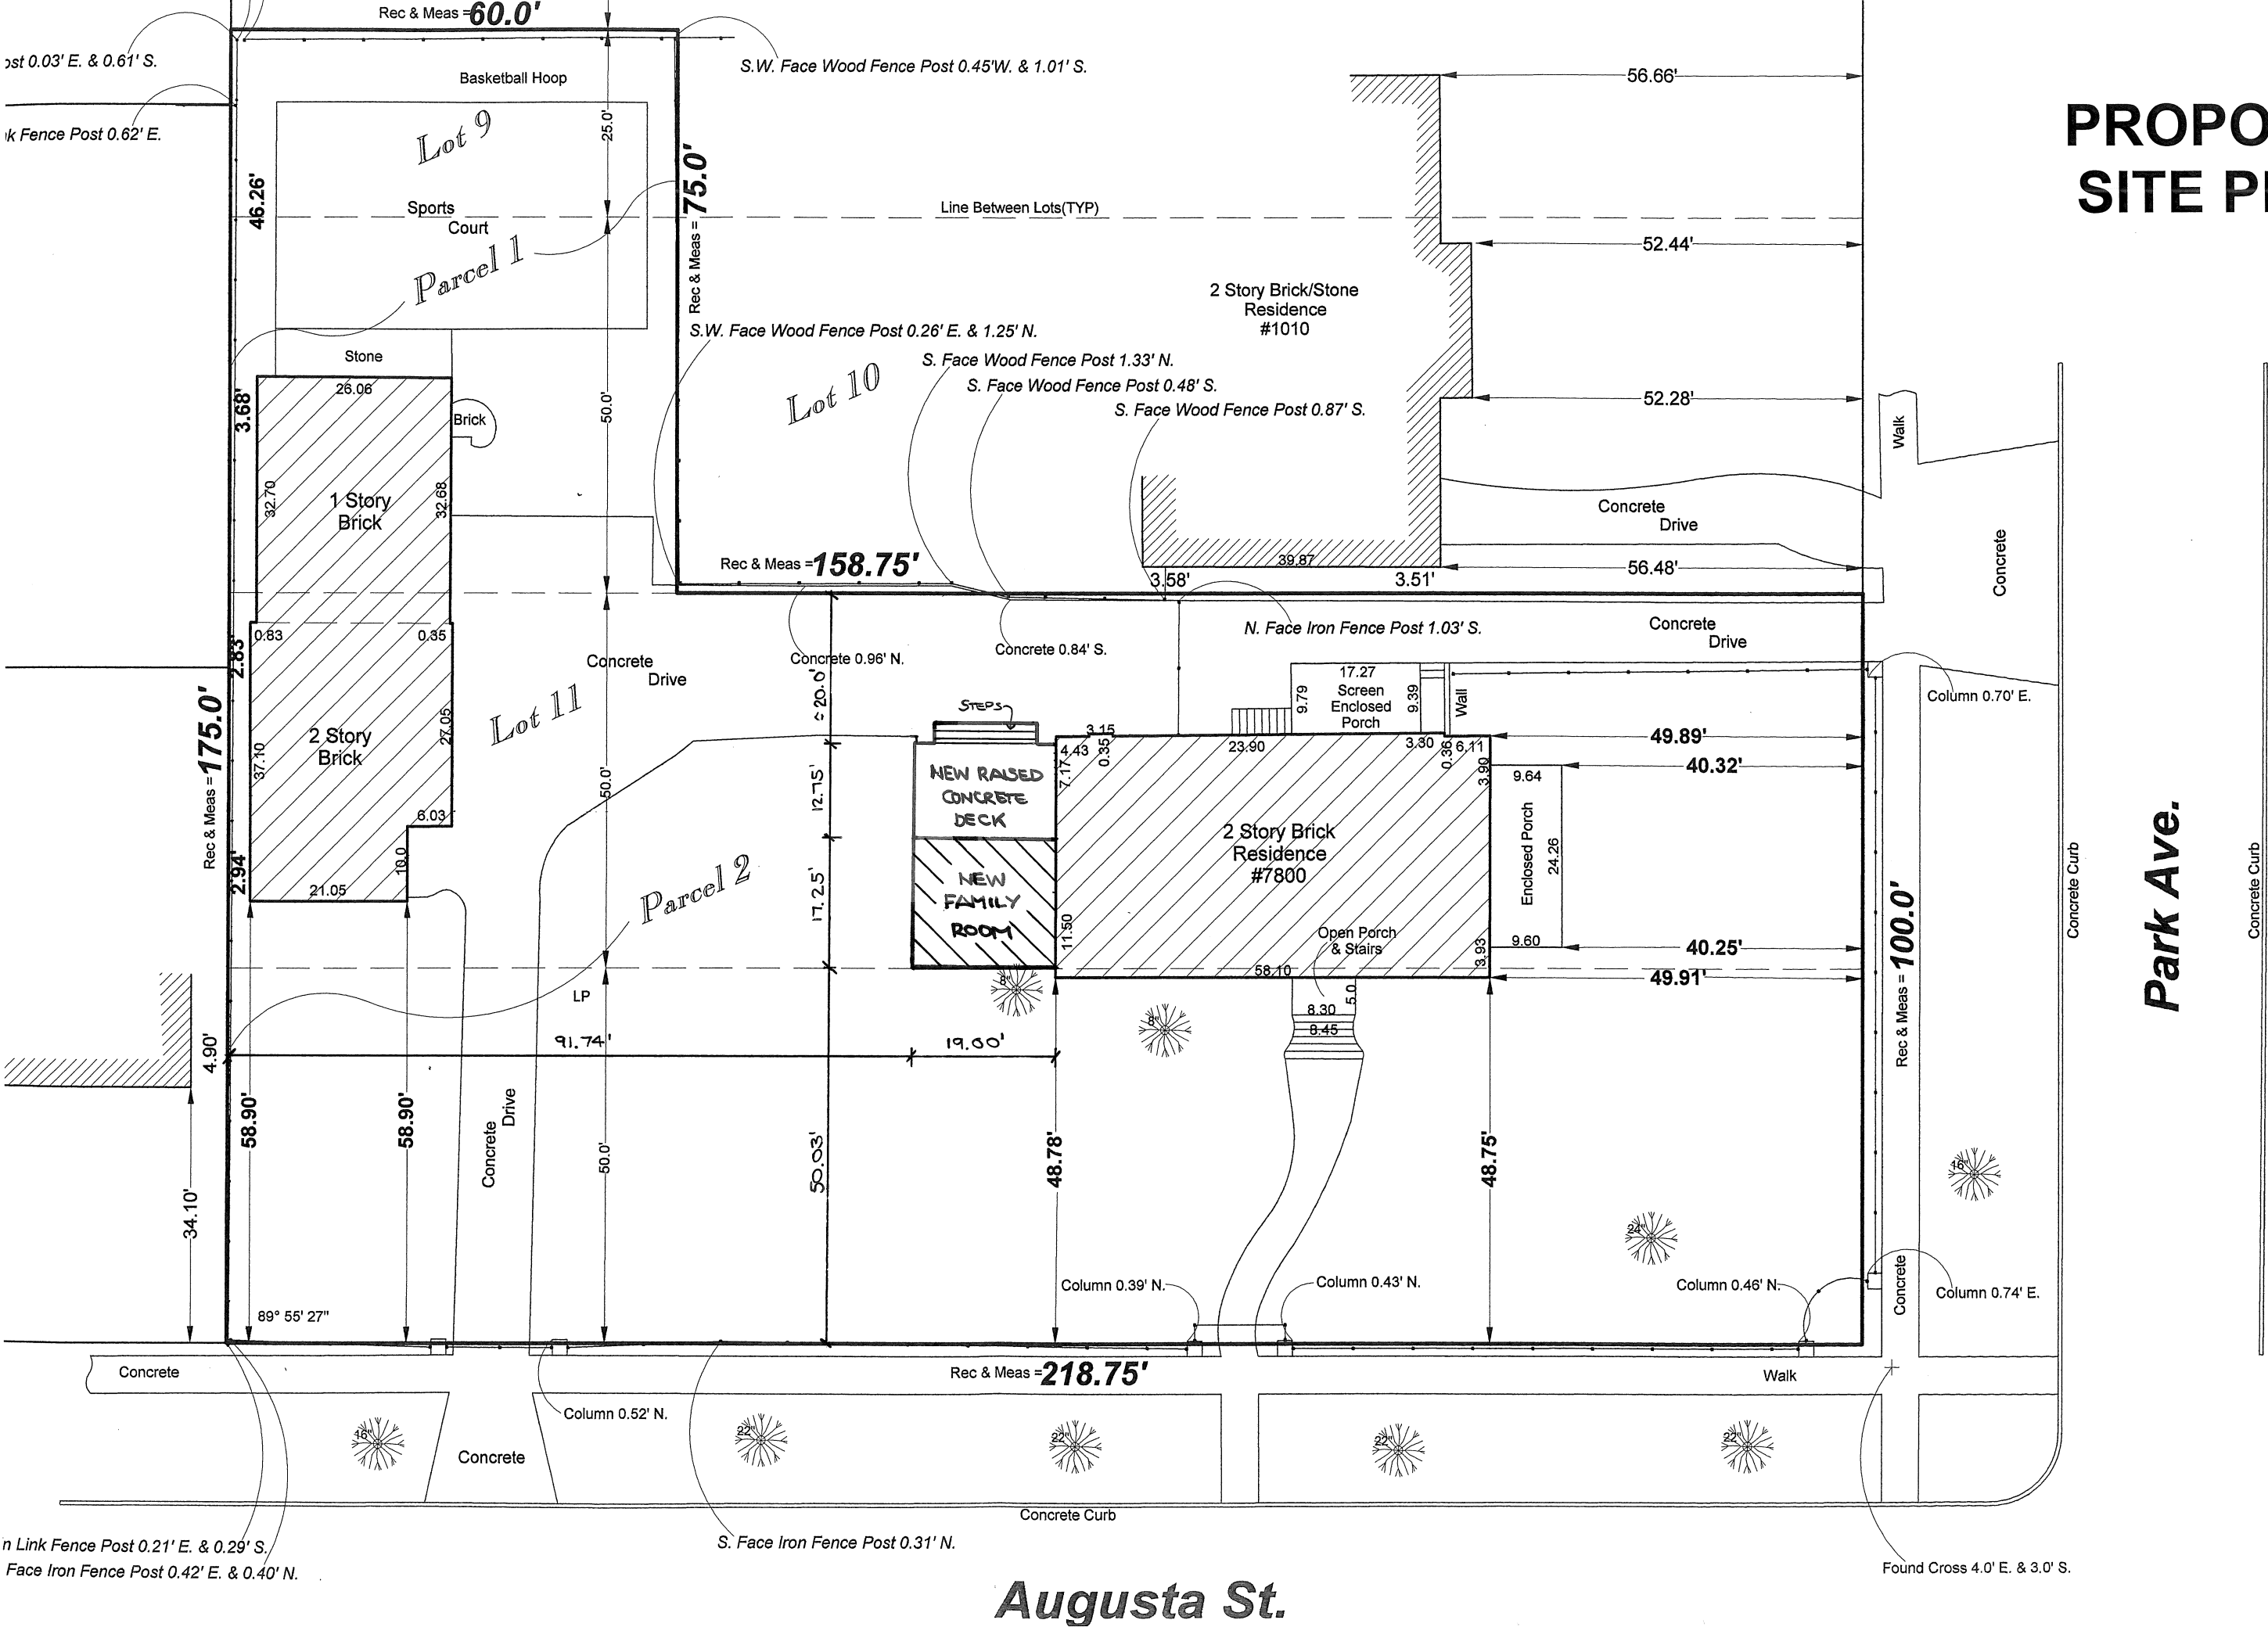 Rec & Meas =60.0'
ost 0.03' E. & 0.61' S.
S.W. Face Wood Fence Post 0.45'W. & 1.01' S.
Basketball Hoop
56.66'
PROPO
SITE PL
nk Fence Post 0.62' E.
Lot 9
25.0'
46.26'
Rec & Meas = 75.0'
Sports
Court
Line Between Lots(TYP)
52.44'
Parcel 1
2 Story Brick/Stone
Residence
#1010
S.W. Face Wood Fence Post 0.26' E. & 1.25' N.
Stone
S. Face Wood Fence Post 1.33' N.
26.06
S. Face Wood Fence Post 0.48' S.
3.68'
50.0'
Lot 10
S. Face Wood Fence Post 0.87' S.
52.28'
Brick
Walk
32.70
1 Story
Brick
32.68
Concrete
Drive
Concrete
Rec & Meas =158.75'
39.87
56.48'
3.58'
3.51'
0.83
0.35
N. Face Iron Fence Post 1.03' S.
Concrete
Drive
2.83'
Concrete
Drive
Concrete 0.96' N.
Concrete 0.84' S.
17.27
Screen
Enclosed
Porch
9.79
9.39
Wall
Column 0.70' E.
≈20.0'
Lot 11
STEPS
Rec & Meas =175.0'
27.05
2 Story
Brick
37.10
3.15
4.43
0.35
23.90
3.30
0.36
6.11
49.89'
7.17
3.90
40.32'
NEW RAISED
CONCRETE
DECK
12.75'
50.0'
9.64
6.03
10.0
2 Story Brick
Residence
#7800
Enclosed Porch
24.26
Concrete Curb
Concrete Curb
Park Ave.
2.94'
21.05
Parcel 2
17.25'
NEW
FAMILY
ROOM
11.50
Open Porch
& Stairs
3.93
9.60
40.25'
Rec & Meas =100.0'
58.10
49.91'
LP
8"
5.0
8.30
8.45
8"
4.90'
91.74'
19.00'
58.90'
58.90'
Concrete
Drive
50.0'
50.03'
48.78'
48.75'
34.10'
16"
24"
Column 0.39' N.
Column 0.43' N.
Column 0.46' N.
Concrete
Column 0.74' E.
89° 55' 27"
Concrete
Rec & Meas =218.75'
Walk
Column 0.52' N.
16"
22"
22"
22"
22"
Concrete
Concrete Curb
n Link Fence Post 0.21' E. & 0.29' S.
Face Iron Fence Post 0.42' E. & 0.40' N.
S. Face Iron Fence Post 0.31' N.
Found Cross 4.0' E. & 3.0' S.
Augusta St.